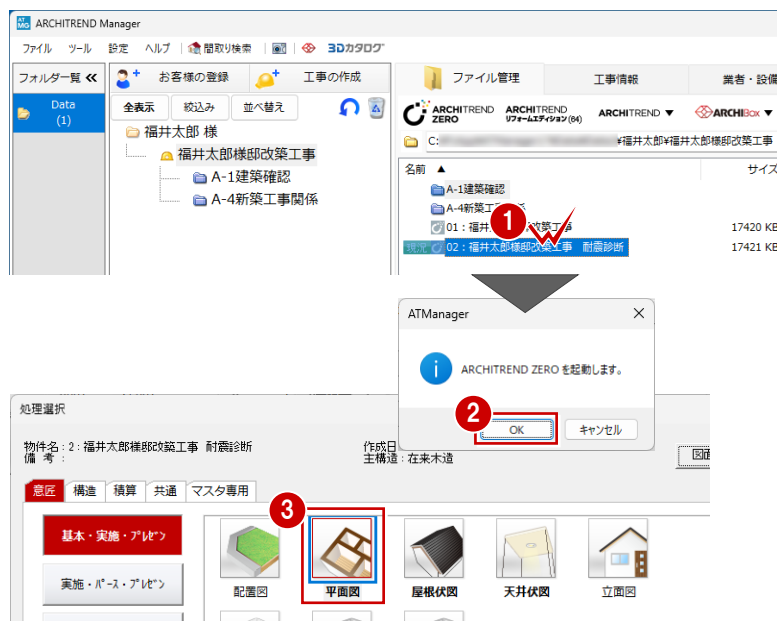 ARCHITREND Manager
ファイル ツール 設定 ヘルプ 間取り検索 3Dカタログ
フォルダ一覧 お客様の登録 工事の作成 ファイル管理 工事情報 業者・設備
Data
(1)
全表示 絞込み 並べ替え
ARCHITREND ZERO ARCHITREND リフォームエディション(64) ARCHITREND ▼ ARCHIBOX ▼
福井太郎 様
C: ¥福井太郎¥福井太郎様邸改築工事
福井太郎様邸改築工事
名前 ▲ サイズ
A-1建築確認
A-4新築工事関係
A-1建築確認
A-4新築工
01:福井 17420 KB
1
現況 02:福井太郎様邸改築工事 耐震診断 17421 KB
ATManager
ARCHITREND ZERO を起動します。
2
OK キャンセル
処理選択
物件名:2:福井太郎様邸改築工事 耐震診断 作成日
備 考: 主構造:在来木造
意匠 構造 積算 共通 マスタ専用
3
基本・実施・プレゼン
実施・パース・プレゼン
配置図 平面図 屋根伏図 天井伏図 立面図